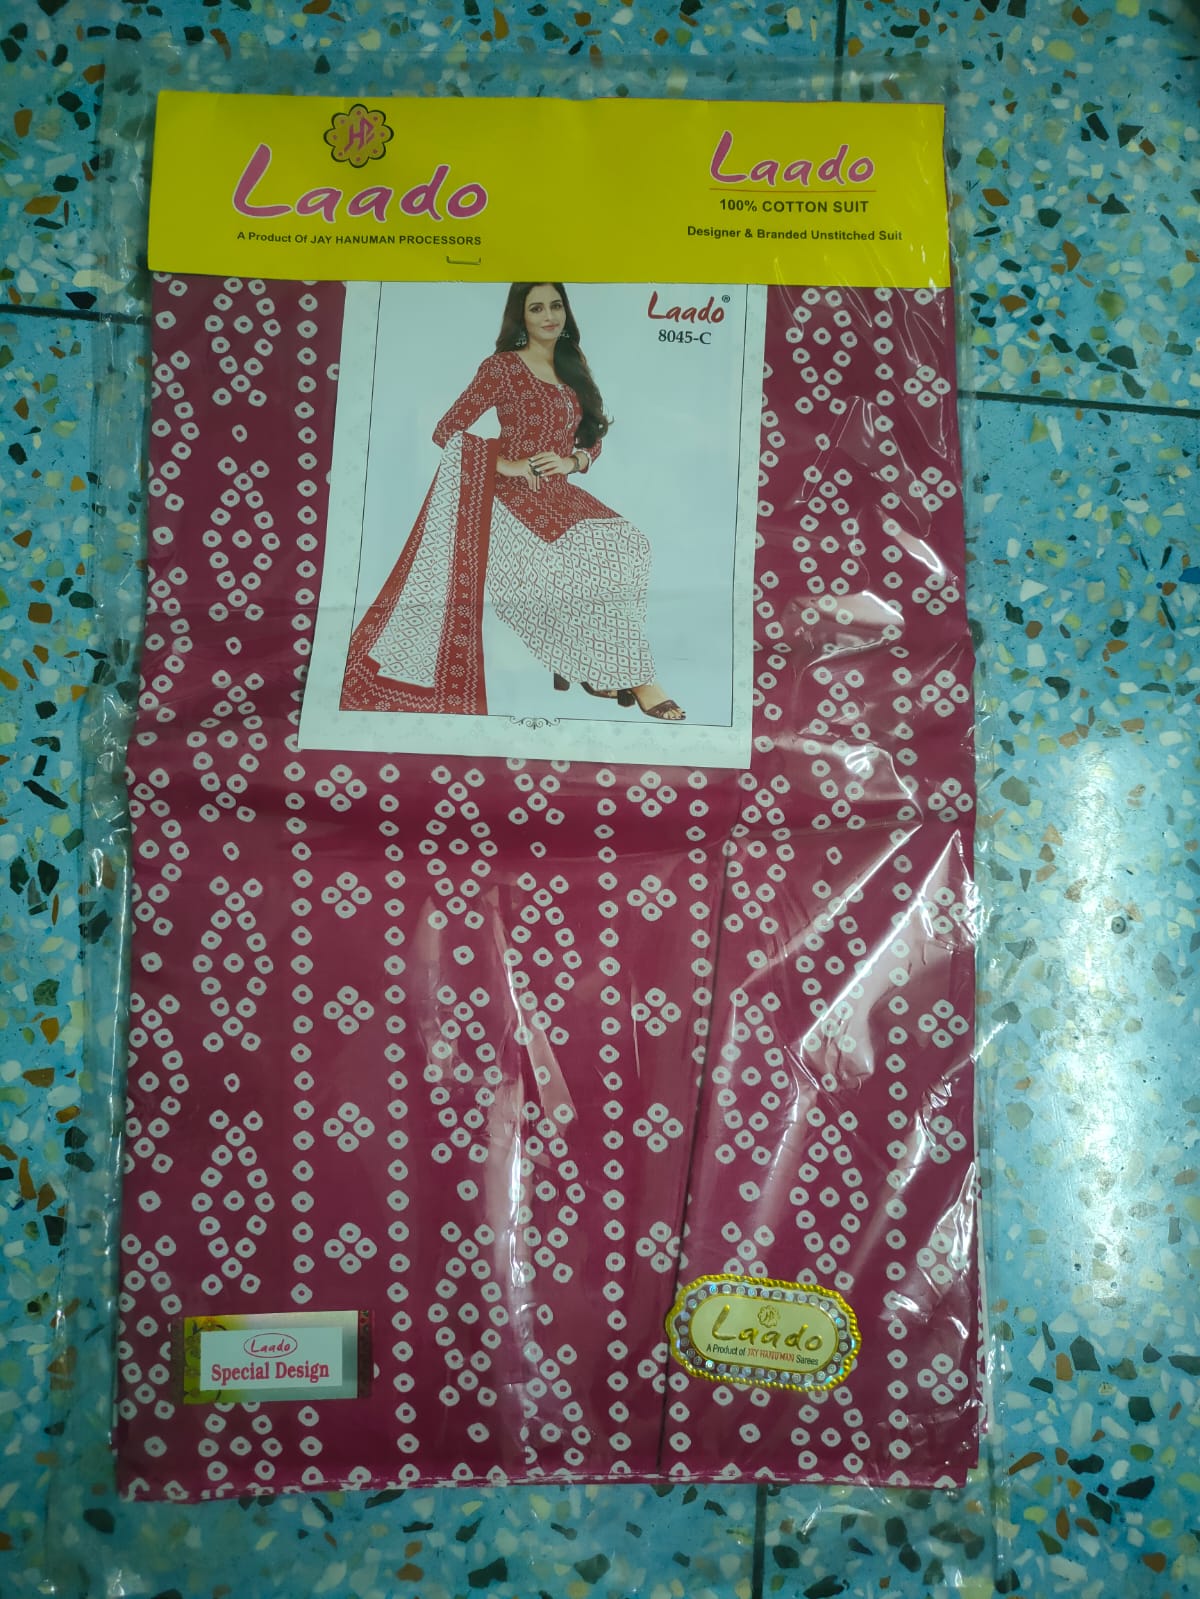 Laado
A Product Of JAY HANUMAN PROCESSORS
Laado
100% COTTON SUIT
Designer & Branded Unstitched Suit
Laado®
8045-C
Laado
Special Design
Laado
A Product of JAY HANUMAN Sarees